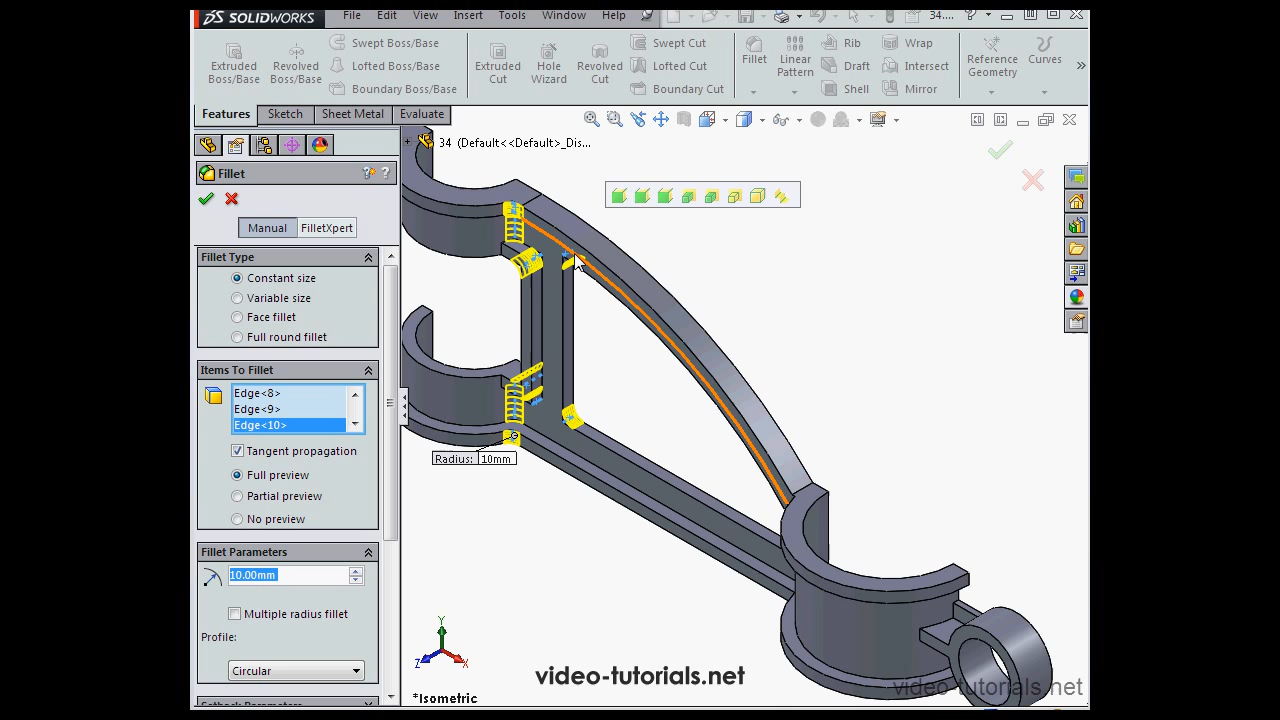 SOLIDWORKS File Edit View Insert Tools Window Help 34....
Extruded Boss/Base
Revolved Boss/Base
Swept Boss/Base
Lofted Boss/Base
Boundary Boss/Base
Extruded Cut
Hole Wizard
Revolved Cut
Swept Cut
Lofted Cut
Boundary Cut
Fillet
Linear Pattern
Rib
Draft
Shell
Wrap
Intersect
Mirror
Reference Geometry
Curves
Features Sketch Sheet Metal Evaluate
34 (Default<<Default>_Dis...
Fillet
Manual FilletXpert
Fillet Type
Constant size
Variable size
Face fillet
Full round fillet
Items To Fillet
Edge<8>
Edge<9>
Edge<10>
Tangent propagation
Full preview
Partial preview
No preview
Fillet Parameters
10.00mm
Multiple radius fillet
Profile:
Circular
Radius: 10mm
Y
Z X
*Isometric
video-tutorials.net
video-tutorials.net